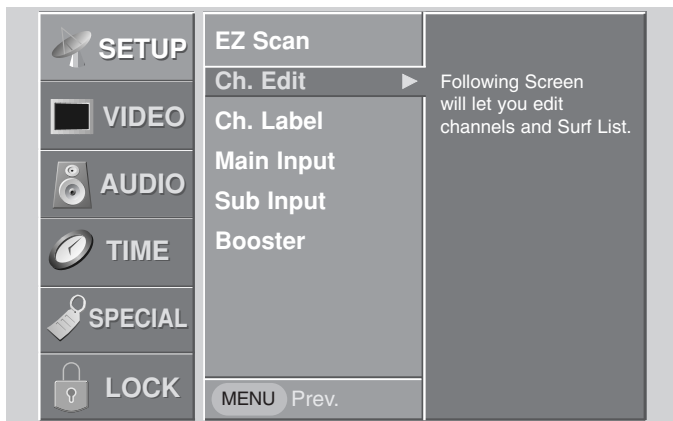 SETUP
VIDEO
AUDIO
TIME
SPECIAL
LOCK
EZ Scan
Ch. Edit ▶
Ch. Label
Main Input
Sub Input
Booster
MENU Prev.
Following Screen
will let you edit
channels and Surf List.